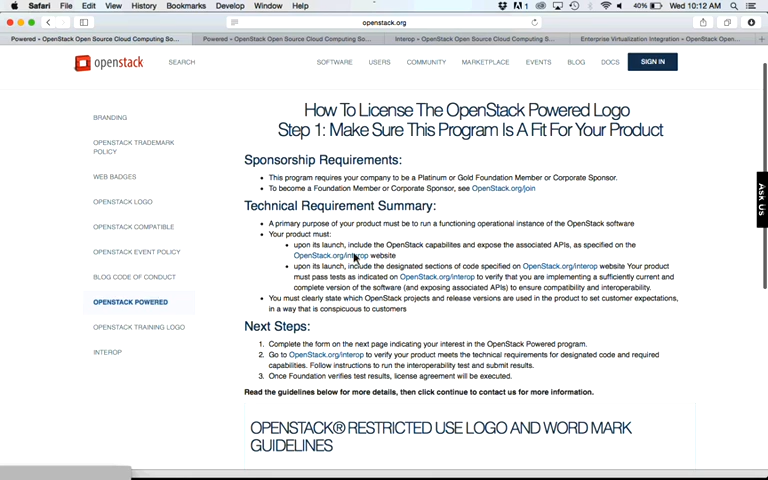 Safari File Edit View History Bookmarks Develop Window Help 1 40% Wed 10:12 AM
openstack.org
Powered » OpenStack Open Source Cloud Computing So... Powered » OpenStack Open Source Cloud Computing So... Interop » OpenStack Open Source Cloud Computing S... Enterprise Virtualization Integration » OpenStack Open...
openstack SEARCH SOFTWARE USERS COMMUNITY MARKETPLACE EVENTS BLOG DOCS SIGN IN
BRANDING
OPENSTACK TRADEMARK
POLICY
WEB BADGES
OPENSTACK LOGO
OPENSTACK COMPATIBLE
OPENSTACK EVENT POLICY
BLOG CODE OF CONDUCT
OPENSTACK POWERED
OPENSTACK TRAINING LOGO
INTEROP
How To License The OpenStack Powered Logo
Step 1: Make Sure This Program Is A Fit For Your Product
Sponsorship Requirements:
• This program requires your company to be a Platinum or Gold Foundation Member or Corporate Sponsor.
• To become a Foundation Member or Corporate Sponsor, see OpenStack.org/join
Technical Requirement Summary:
• A primary purpose of your product must be to run a functioning operational instance of the OpenStack software
• Your product must:
• upon its launch, include the OpenStack capabilites and expose the associated APIs, as specified on the
OpenStack.org/interop website
• upon its launch, include the designated sections of code specified on OpenStack.org/interop website Your product
must pass tests as indicated on OpenStack.org/interop to verify that you are implementing a sufficiently current and
complete version of the software (and exposing associated APIs) to ensure compatibility and interoperability.
• You must clearly state which OpenStack projects and release versions are used in the product to set customer expectations,
in a way that is conspicuous to customers
Next Steps:
1. Complete the form on the next page indicating your interest in the OpenStack Powered program.
2. Go to OpenStack.org/interop to verify your product meets the technical requirements for designated code and required
capabilities. Follow instructions to run the interoperability test and submit results.
3. Once Foundation verifies test results, license agreement will be executed.
Read the guidelines below for more details, then click continue to contact us for more information.
OPENSTACK® RESTRICTED USE LOGO AND WORD MARK
GUIDELINES
Ask Us